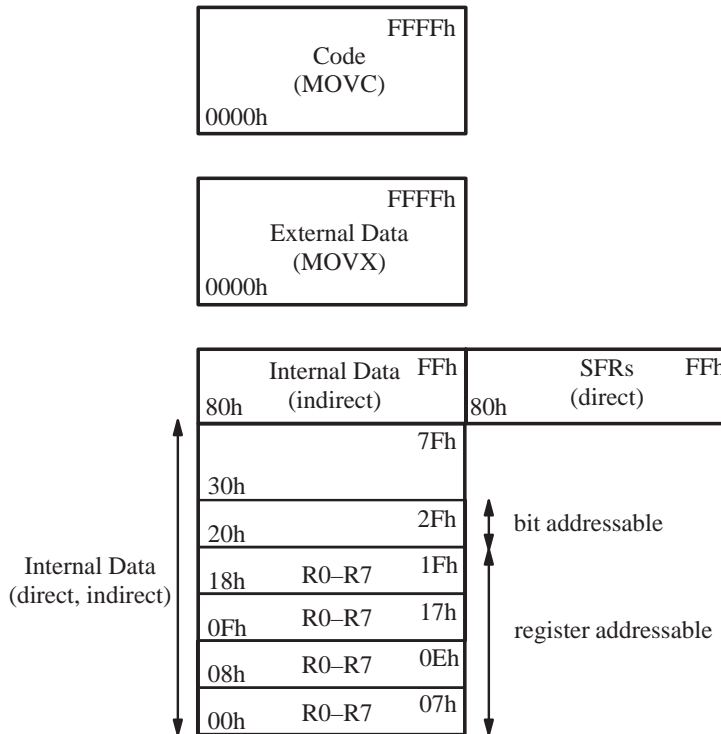 FFFFh
Code
(MOVC)
0000h
FFFFh
External Data
(MOVX)
0000h
Internal Data FFh
(indirect)
80h
SFRs FFh
(direct)
80h
7Fh
30h
2Fh
20h
bit addressable
Internal Data
(direct, indirect)
R0–R7 1Fh
18h
R0–R7 17h
0Fh
register addressable
R0–R7 0Eh
08h
R0–R7 07h
00h